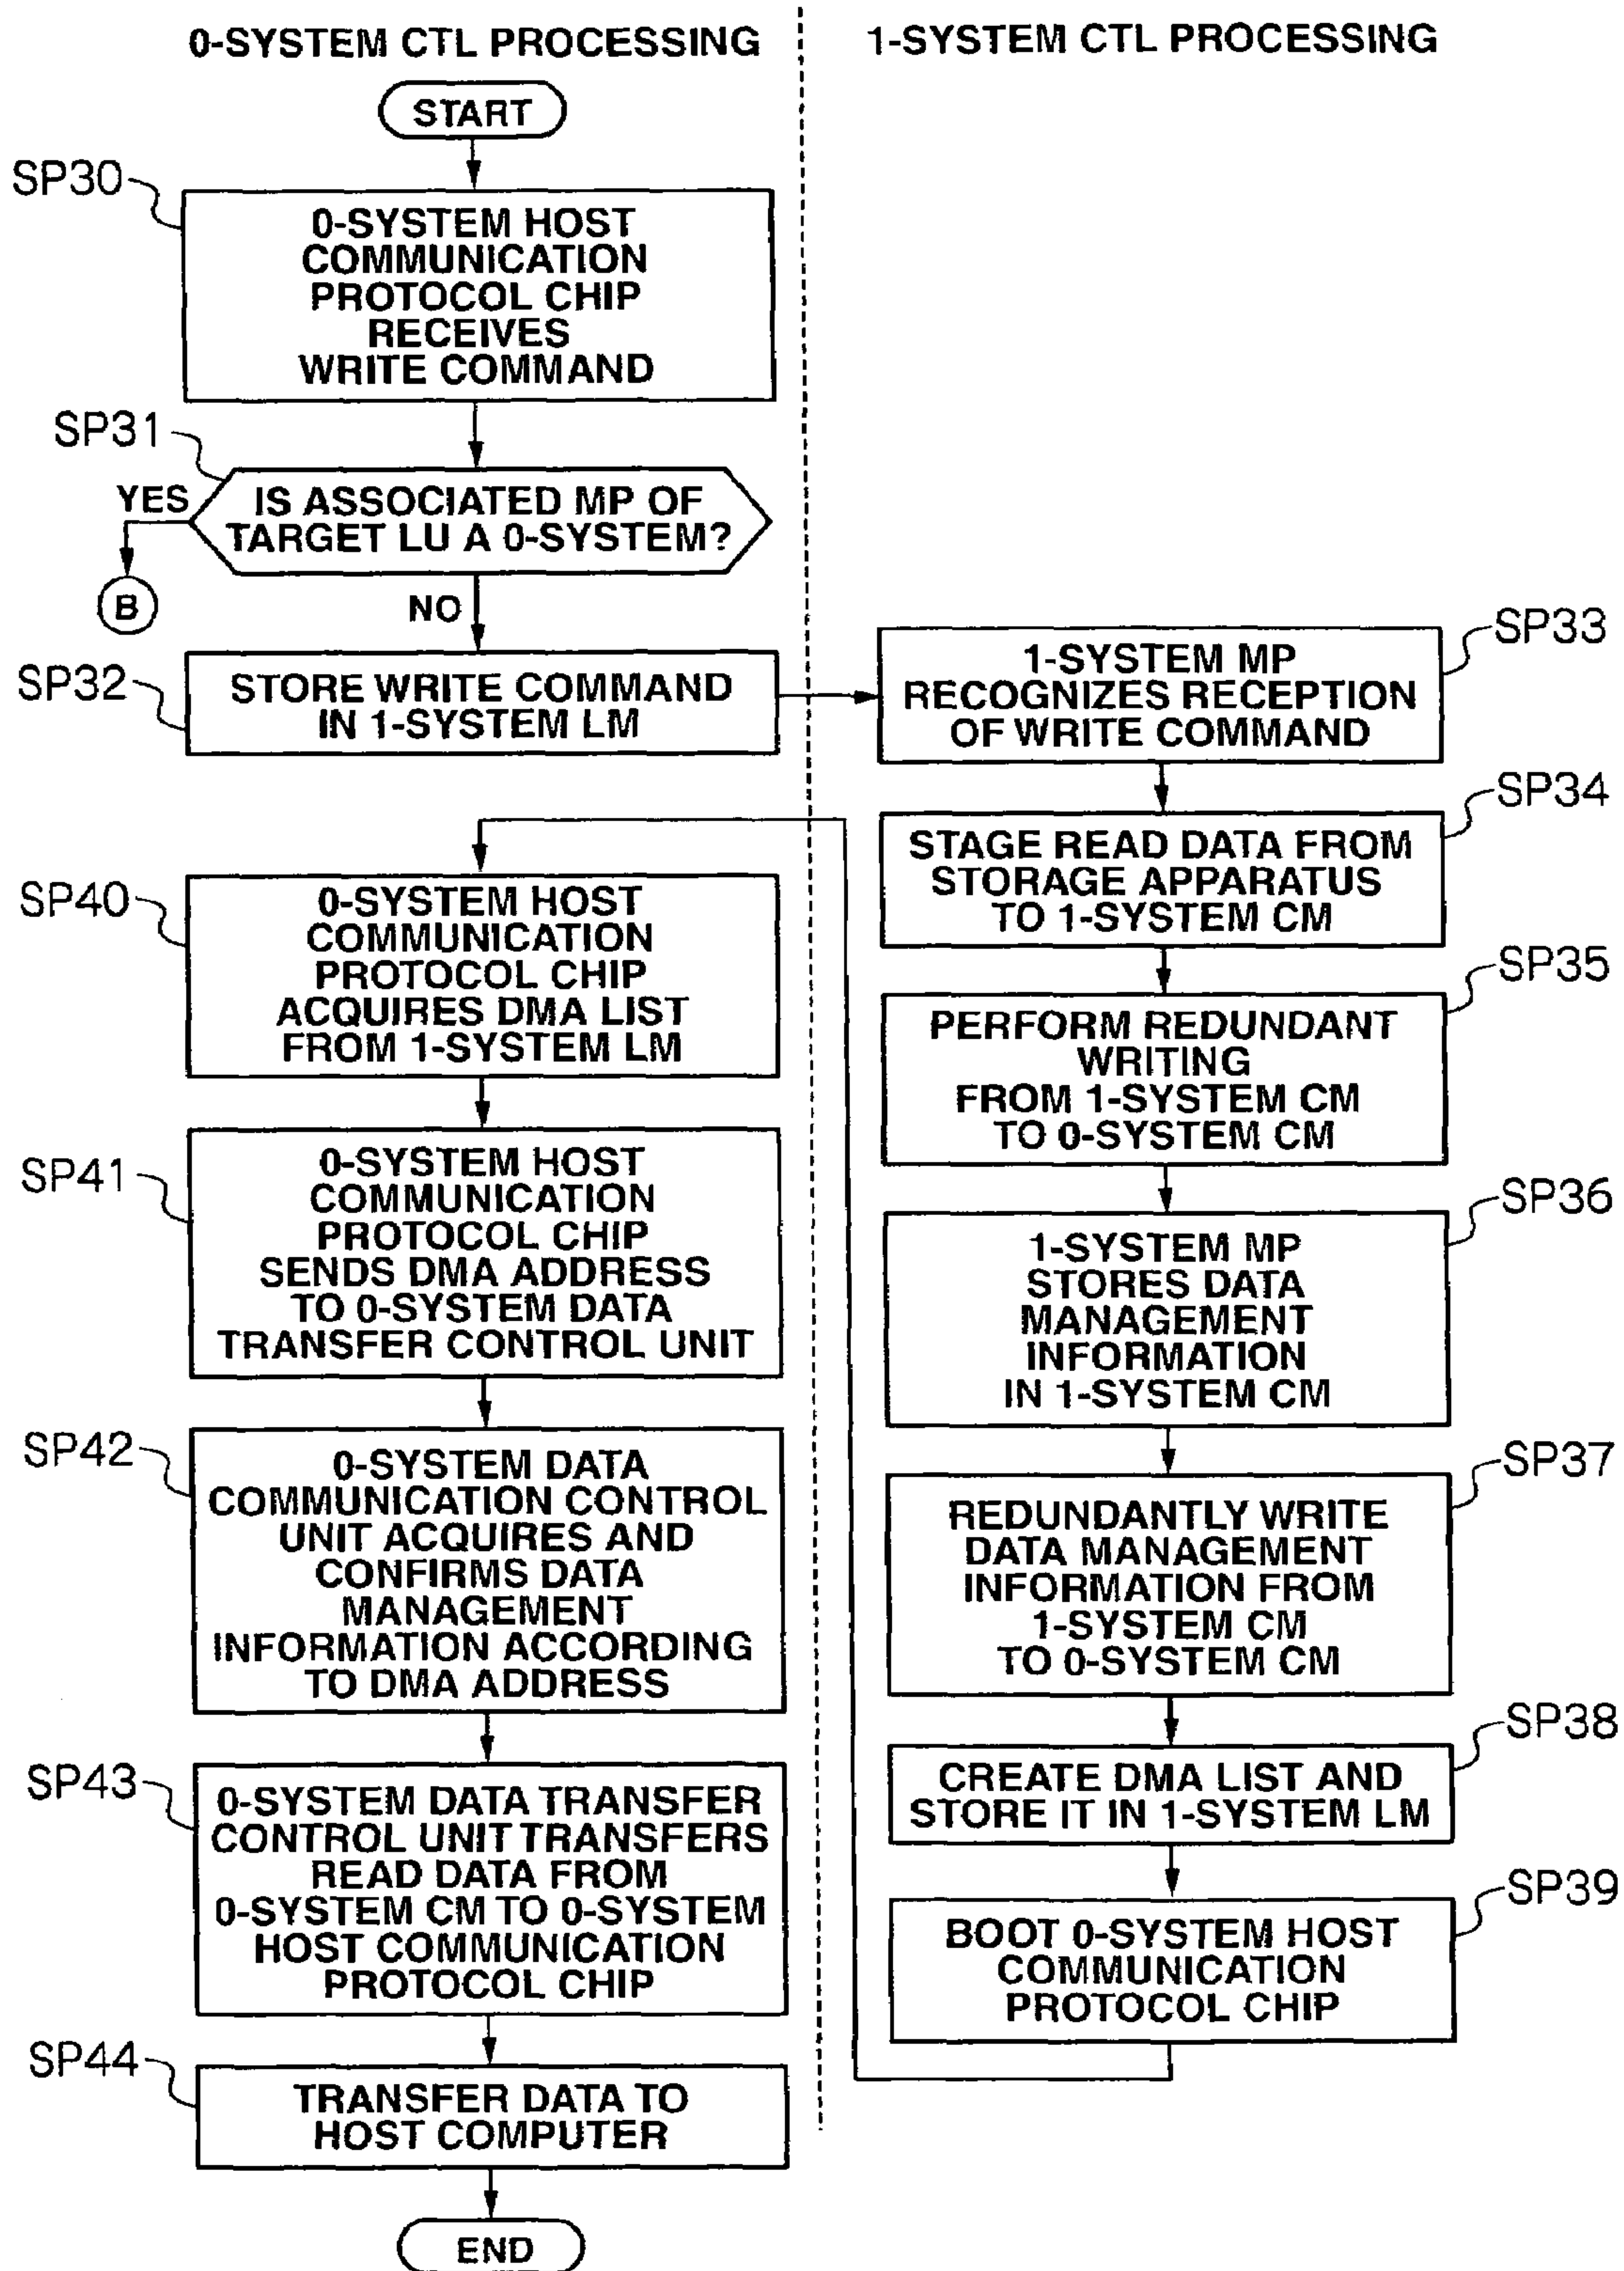 0-SYSTEM CTL PROCESSING
1-SYSTEM CTL PROCESSING
START
SP30
0-SYSTEM HOST
COMMUNICATION
PROTOCOL CHIP
RECEIVES
WRITE COMMAND
SP31
YES
IS ASSOCIATED MP OF
TARGET LU A 0-SYSTEM?
B
NO
SP32
STORE WRITE COMMAND
IN 1-SYSTEM LM
SP33
1-SYSTEM MP
RECOGNIZES RECEPTION
OF WRITE COMMAND
SP34
STAGE READ DATA FROM
STORAGE APPARATUS
TO 1-SYSTEM CM
SP35
PERFORM REDUNDANT
WRITING
FROM 1-SYSTEM CM
TO 0-SYSTEM CM
SP36
1-SYSTEM MP
STORES DATA
MANAGEMENT
INFORMATION
IN 1-SYSTEM CM
SP37
REDUNDANTLY WRITE
DATA MANAGEMENT
INFORMATION FROM
1-SYSTEM CM
TO 0-SYSTEM CM
SP38
CREATE DMA LIST AND
STORE IT IN 1-SYSTEM LM
SP39
BOOT 0-SYSTEM HOST
COMMUNICATION
PROTOCOL CHIP
SP40
0-SYSTEM HOST
COMMUNICATION
PROTOCOL CHIP
ACQUIRES DMA LIST
FROM 1-SYSTEM LM
SP41
0-SYSTEM HOST
COMMUNICATION
PROTOCOL CHIP
SENDS DMA ADDRESS
TO 0-SYSTEM DATA
TRANSFER CONTROL UNIT
SP42
0-SYSTEM DATA
COMMUNICATION CONTROL
UNIT ACQUIRES AND
CONFIRMS DATA
MANAGEMENT
INFORMATION ACCORDING
TO DMA ADDRESS
SP43
0-SYSTEM DATA TRANSFER
CONTROL UNIT TRANSFERS
READ DATA FROM
0-SYSTEM CM TO 0-SYSTEM
HOST COMMUNICATION
PROTOCOL CHIP
SP44
TRANSFER DATA TO
HOST COMPUTER
END